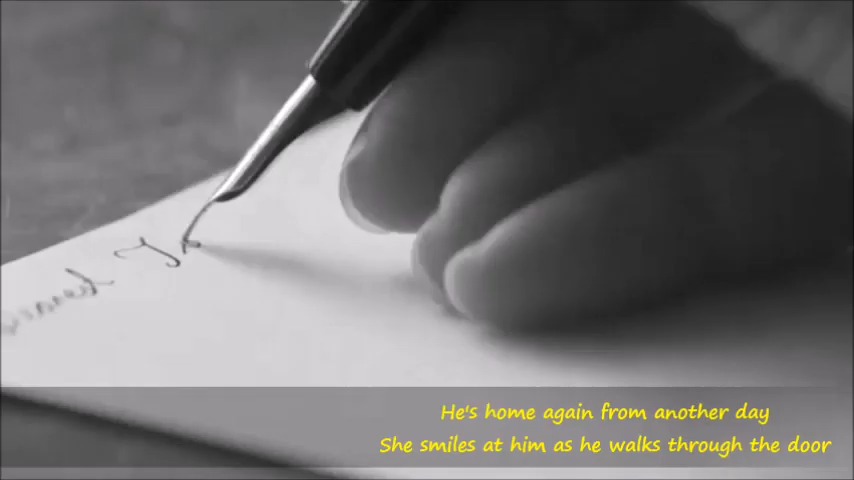 He's home again from another day
She smiles at him as he walks through the door